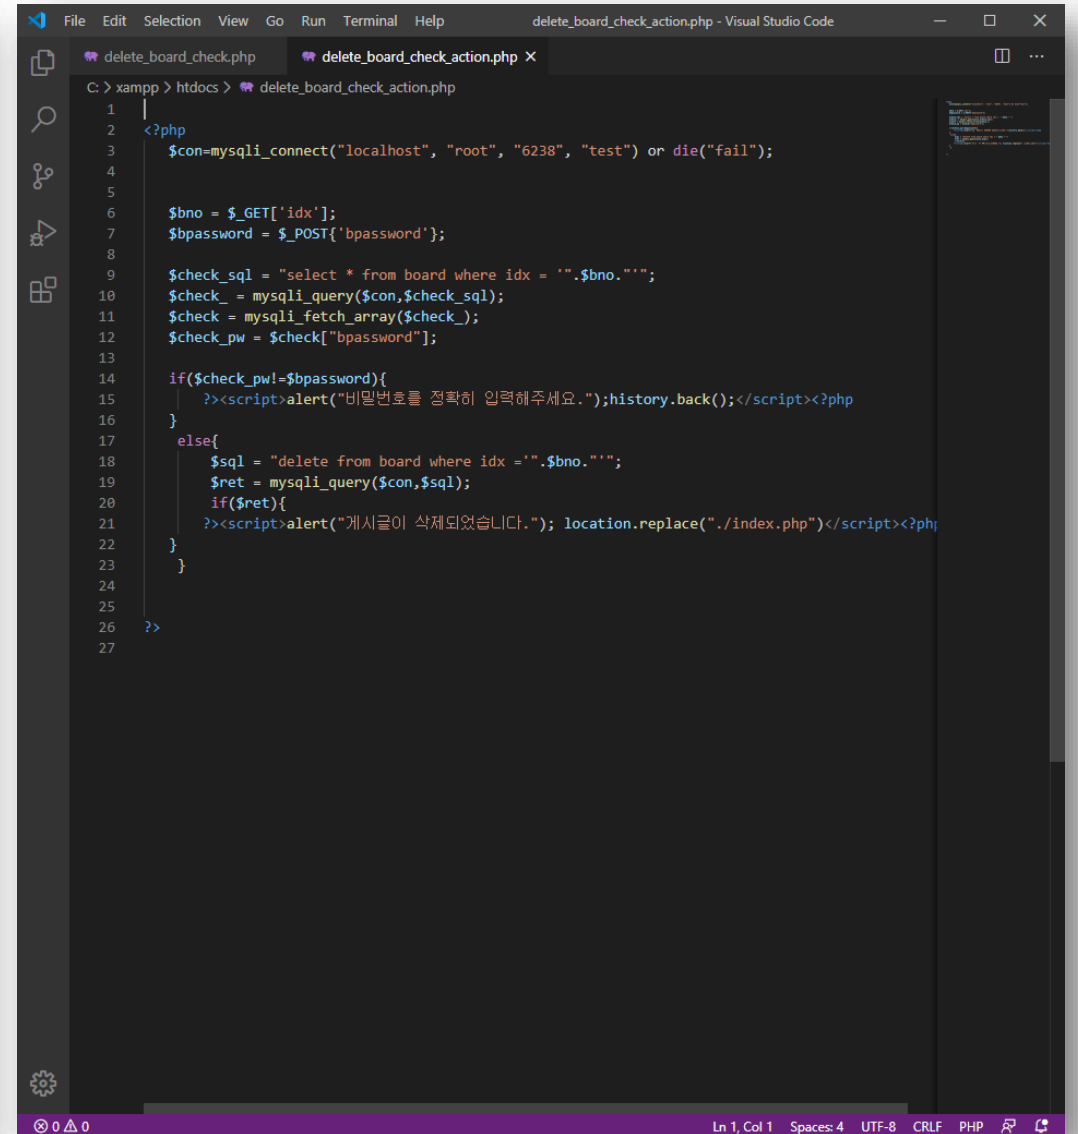 File Edit Selection View Go Run Terminal Help delete_board_check_action.php - Visual Studio Code
delete_board_check.php delete_board_check_action.php
C: > xampp > htdocs > delete_board_check_action.php
1
2 <?php
3 $con=mysqli_connect("localhost", "root", "6238", "test") or die("fail");
4
5
6 $bno = $_GET['idx'];
7 $bpassword = $_POST{'bpassword'};
8
9 $check_sql = "select * from board where idx = '".$bno."'";
10 $check_ = mysqli_query($con,$check_sql);
11 $check = mysqli_fetch_array($check_);
12 $check_pw = $check["bpassword"];
13
14 if($check_pw!=$bpassword){
15 ?><script>alert("비밀번호를 정확히 입력해주세요.");history.back();</script><?php
16 }
17 else{
18 $sql = "delete from board where idx ='".$bno."'";
19 $ret = mysqli_query($con,$sql);
20 if($ret){
21 ?><script>alert("게시글이 삭제되었습니다."); location.replace("./index.php")</script><?php
22 }
23 }
24
25
26 ?>
27
0 0 Ln 1, Col 1 Spaces: 4 UTF-8 CRLF PHP